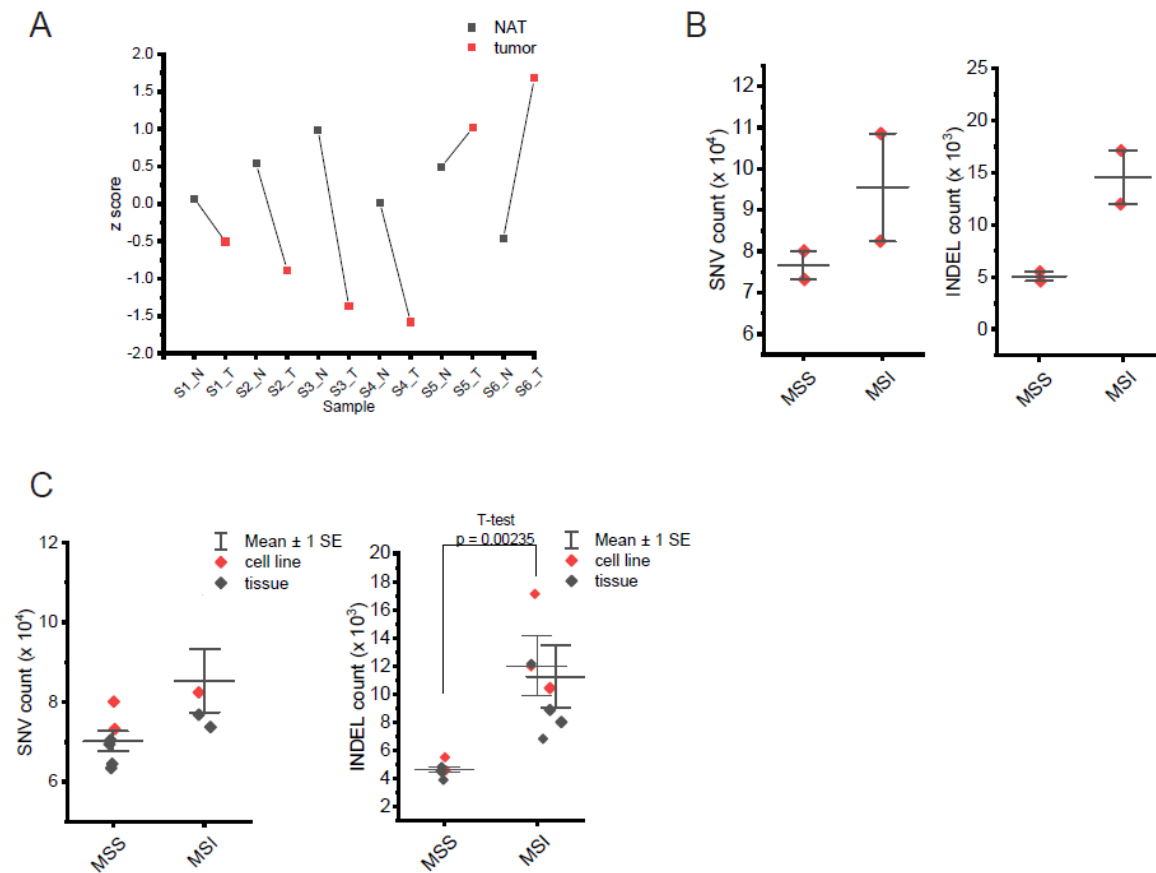 A
NAT
tumor
2.0
1.5
1.0
0.5
0.0
-0.5
-1.0
-1.5
-2.0
z score
S1_N
S1_T
S2_N
S2_T
S3_N
S3_T
S4_N
S4_T
S5_N
S5_T
S6_N
S6_T
Sample
B
12
11
10
9
8
7
6
SNV count (x 10⁴)
MSS
MSI
25
20
15
10
5
0
INDEL count (x 10³)
MSS
MSI
C
Mean ± 1 SE
cell line
tissue
12
10
8
6
SNV count (x 10⁴)
MSS
MSI
T-test
p = 0.00235
Mean ± 1 SE
cell line
tissue
20
18
16
14
12
10
8
6
4
2
INDEL count (x 10³)
MSS
MSI